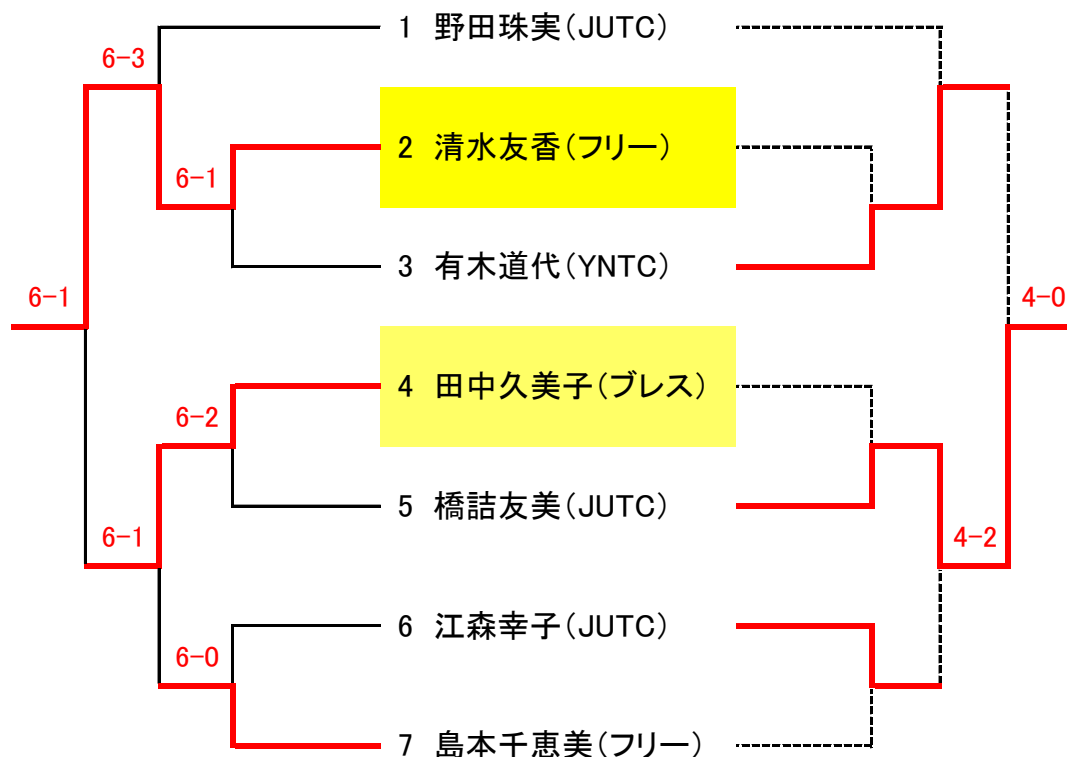 1 野田珠実(JUTC)
6-3
2 清水友香(フリー)
6-1
3 有木道代(YNTC)
6-1
4-0
4 田中久美子(ブレス)
6-2
5 橋詰友美(JUTC)
6-1
4-2
6 江森幸子(JUTC)
6-0
7 島本千恵美(フリー)